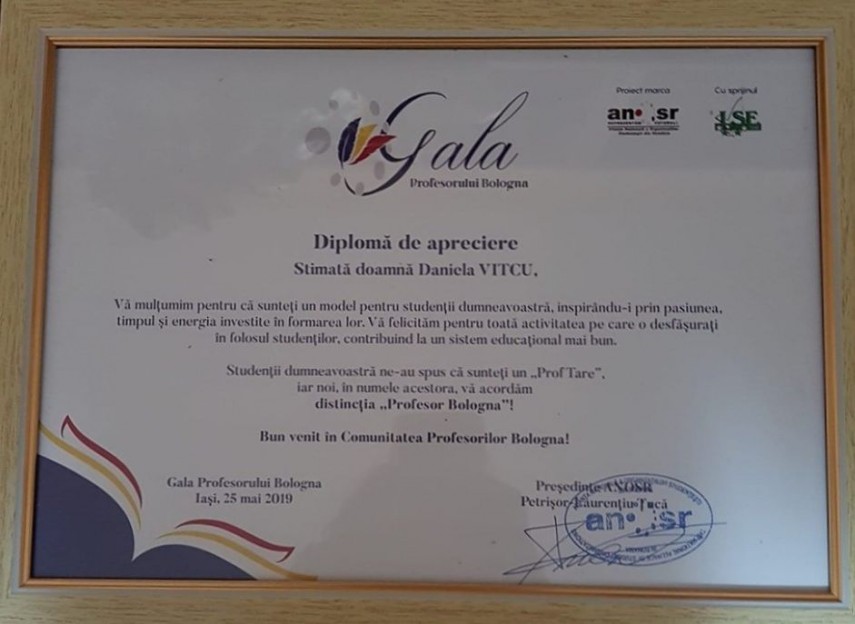 Proiect marca
Cu sprijinul
anosr
LSE
Gala
Profesorului Bologna
Diplomă de apreciere
Stimată doamnă Daniela VITCU,
Vă mulțumim pentru că sunteți un model pentru studenții dumneavoastră, inspirându-i prin pasiunea,
timpul și energia investite în formarea lor. Vă felicităm pentru toată activitatea pe care o desfășurați
în folosul studenților, contribuind la un sistem educațional mai bun.
Studenții dumneavoastră ne-au spus că sunteți un „Prof Tare”,
iar noi, în numele acestora, vă acordăm
distincția „Profesor Bologna”!
Bun venit în Comunitatea Profesorilor Bologna!
Gala Profesorului Bologna
Iași, 25 mai 2019
Președinte ANOSR
Petrișor-Laurențiu Țucă
anosr